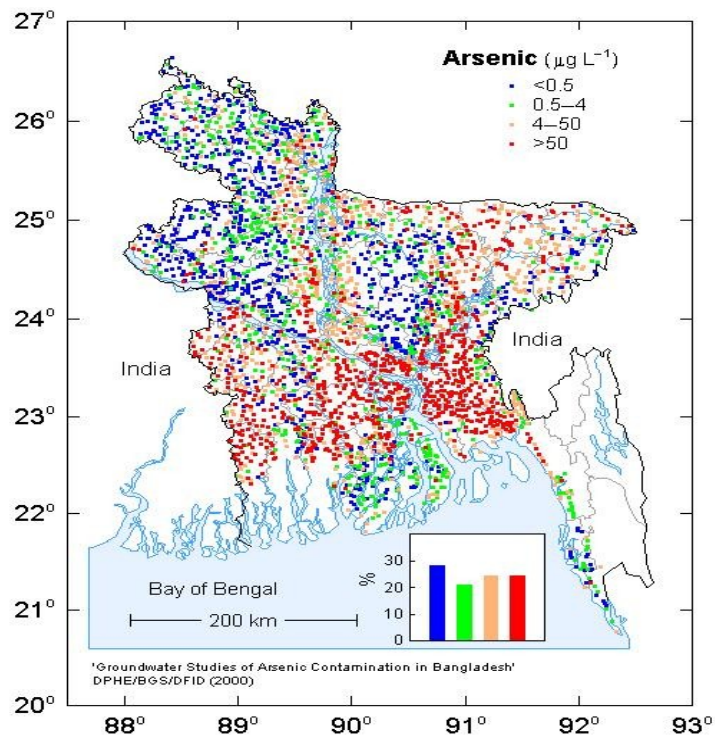 27°
26°
25°
24°
23°
22°
21°
20°
Arsenic (µg L⁻¹)
<0.5
0.5–4
4–50
>50
India
India
Bay of Bengal
200 km
%
30
20
10
0
'Groundwater Studies of Arsenic Contamination in Bangladesh'
DPHE/BGS/DFID (2000)
88° 89° 90° 91° 92° 93°